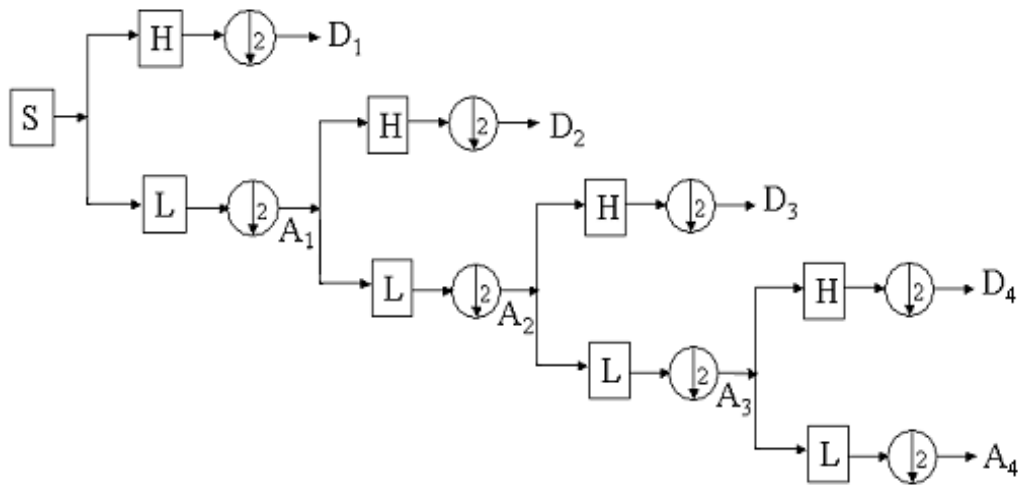 H 2 D₁
S
H 2 D₂
L 2 A₁
H 2 D₃
L 2 A₂
H 2 D₄
L 2 A₃
L 2 A₄